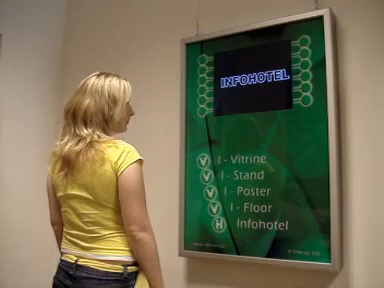 INFOHOTEL
V I - Vitrine
V I - Stand
V I - Poster
V I - Floor
H Infohotel